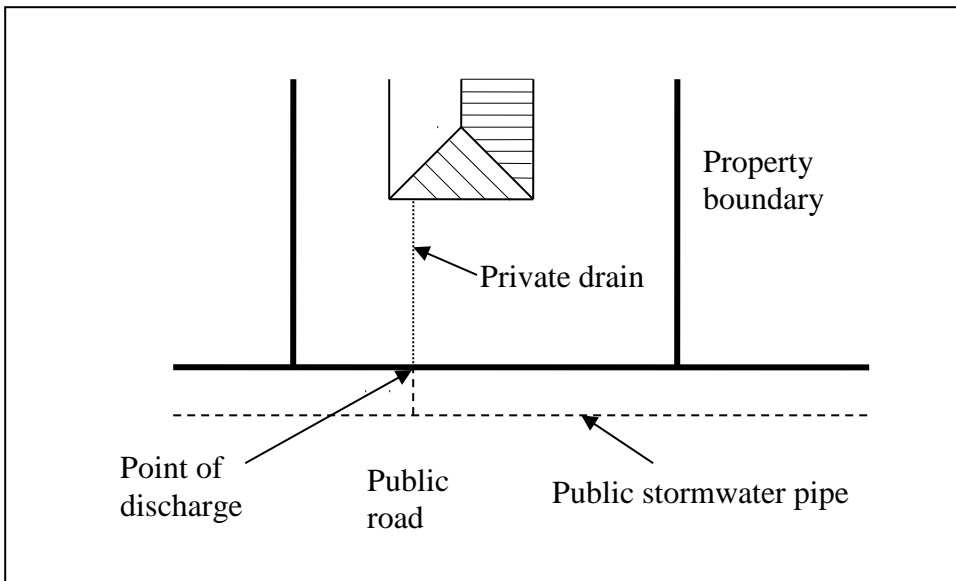 Property
boundary
Private drain
Point of
discharge
Public
road
Public stormwater pipe